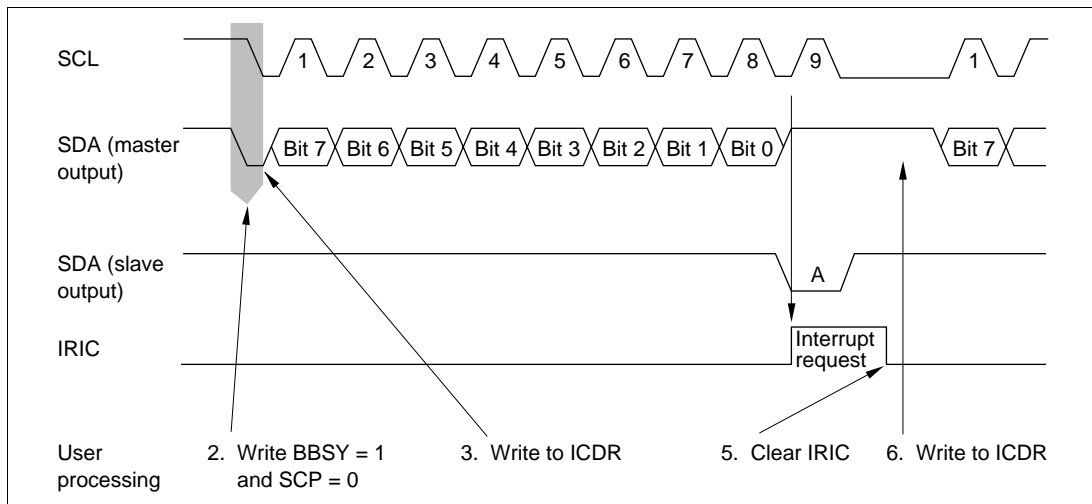 SCL
1 2 3 4 5 6 7 8 9 1
SDA (master
output)
Bit 7 Bit 6 Bit 5 Bit 4 Bit 3 Bit 2 Bit 1 Bit 0 Bit 7
SDA (slave
output)
A
IRIC
Interrupt
request
User
processing
2. Write BBSY = 1
and SCP = 0
3. Write to ICDR
5. Clear IRIC
6. Write to ICDR